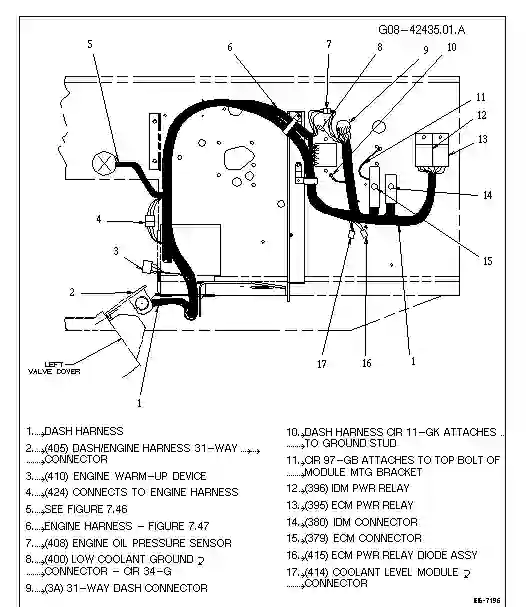 G08-42435.01.A
5
6
7
8
9
10
11
12
13
14
4
3
2
15
17
16
1
LEFT
VALVE COVER
1
1....→DASH HARNESS
2....→(405) DASH/ENGINE HARNESS 31-WAY ...→...→
........→CONNECTOR
3....→(410) ENGINE WARM-UP DEVICE
4....→(424) CONNECTS TO ENGINE HARNESS
5....→SEE FIGURE 7.46
6....→ENGINE HARNESS - FIGURE 7.47
7....→(408) ENGINE OIL PRESSURE SENSOR
8....→(400) LOW COOLANT GROUND
........→CONNECTOR - CIR 34-G
9....→(3A) 31-WAY DASH CONNECTOR
10..→DASH HARNESS CIR 11-GK ATTACHES ..
........→TO GROUND STUD
11..→CIR 97-GB ATTACHES TO TOP BOLT OF
........→MODULE MTG BRACKET
12..→(396) IDM PWR RELAY
13..→(395) ECM PWR RELAY
14..→(380) IDM CONNECTOR
15..→(379) ECM CONNECTOR
16..→(415) ECM PWR RELAY DIODE ASSY
17..→(414) COOLANT LEVEL MODULE
........→CONNECTOR
EG-7196